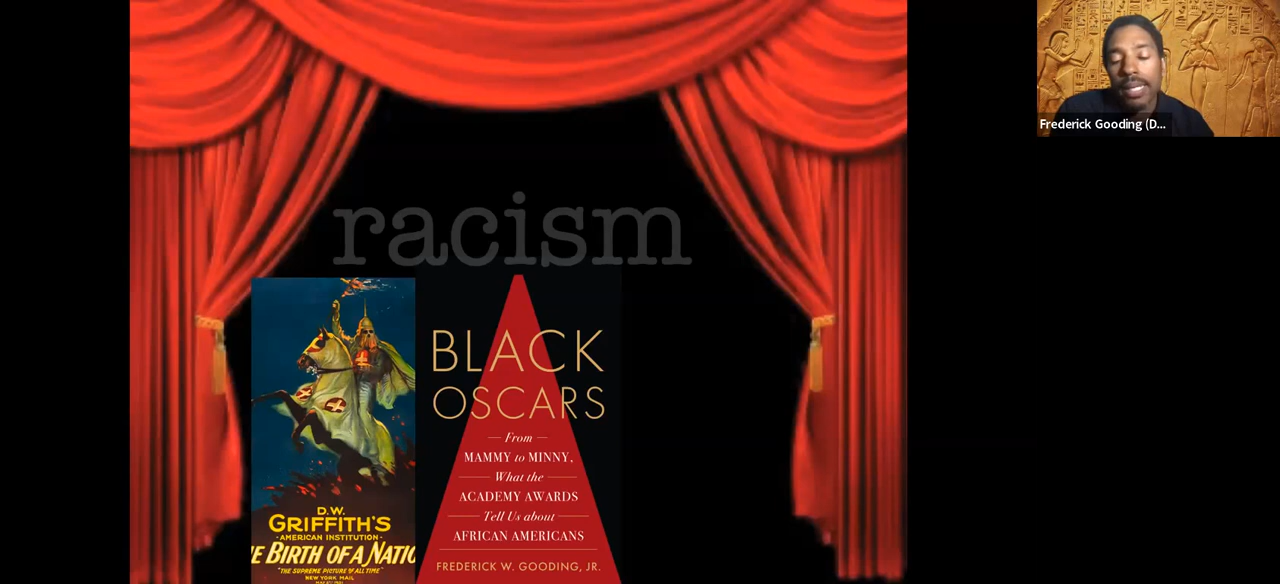 Frederick Gooding (D...
racism
D.W.
GRIFFITH'S
-AMERICAN INSTITUTION-
E BIRTH OF A NATIO
"THE SUPREME PICTURE OF ALL TIME"
NEW YORK MAIL,
BLACK
OSCARS
— From —
MAMMY to MINNY,
— What the —
ACADEMY AWARDS
— Tell Us about —
AFRICAN AMERICANS
FREDERICK W. GOODING, JR.